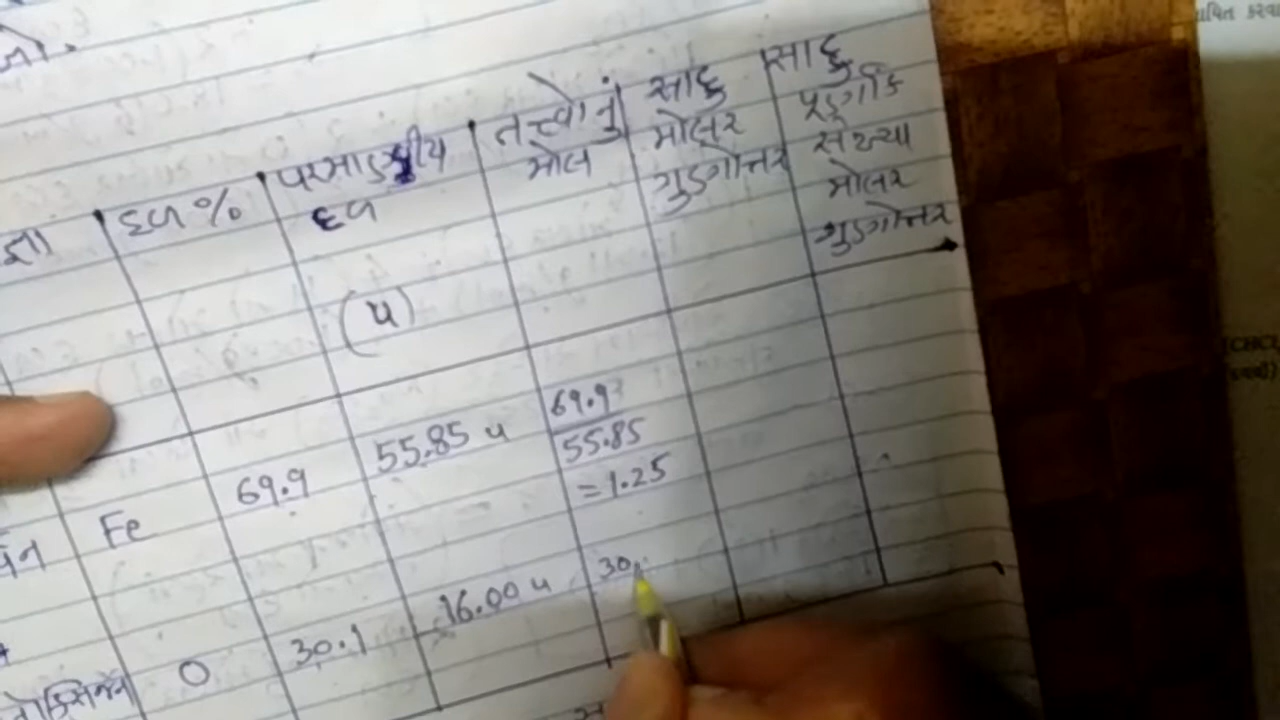 દળ %
પરમાણ્વીય
દળ
(u)
તત્ત્વોનું
મોલ
સાદુ
મોલર
ગુણોત્તર
સાદુ
પૂર્ણાંક
સંખ્યા
મોલર
ગુણોત્તર
Fe
69.9
55.85 u
69.9
55.85
= 1.25
O
30.1
16.00 u
30.
(CHCl